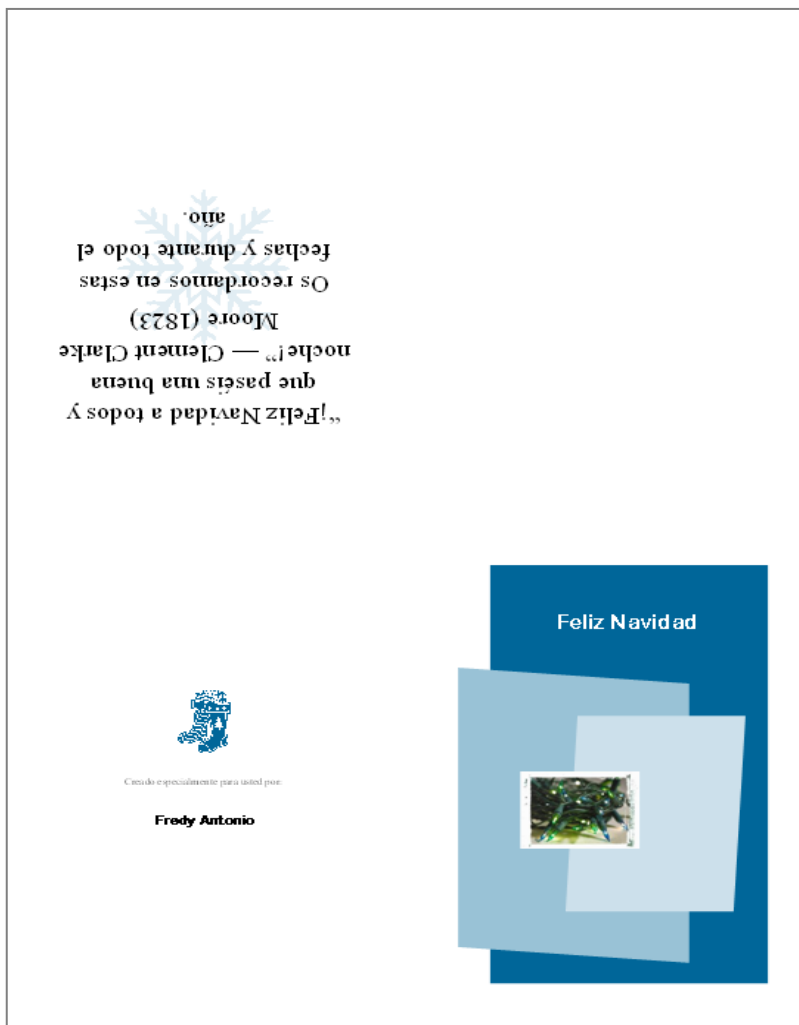 “¡Feliz Navidad a todos y
que paséis una buena
noche!” — Clement Clarke
Moore (1823)
Os recordamos en estas
fechas y durante todo el
año.
Feliz Navidad
Creado especialmente para usted por:
Fredy Antonio